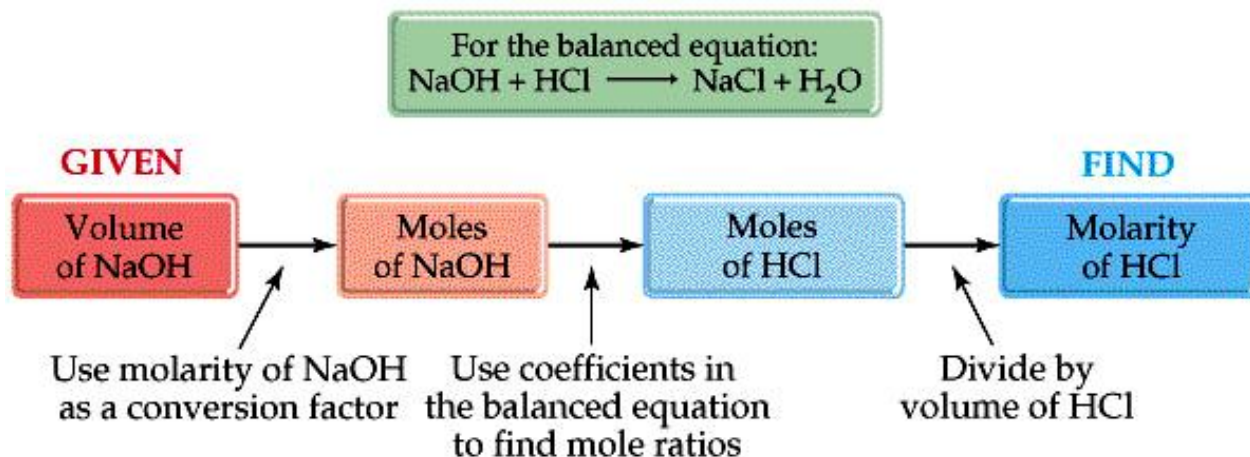 For the balanced equation:
NaOH + HCl ⟶ NaCl + H₂O
GIVEN
FIND
Volume
of NaOH
Moles
of NaOH
Moles
of HCl
Molarity
of HCl
Use molarity of NaOH
as a conversion factor
Use coefficients in
the balanced equation
to find mole ratios
Divide by
volume of HCl